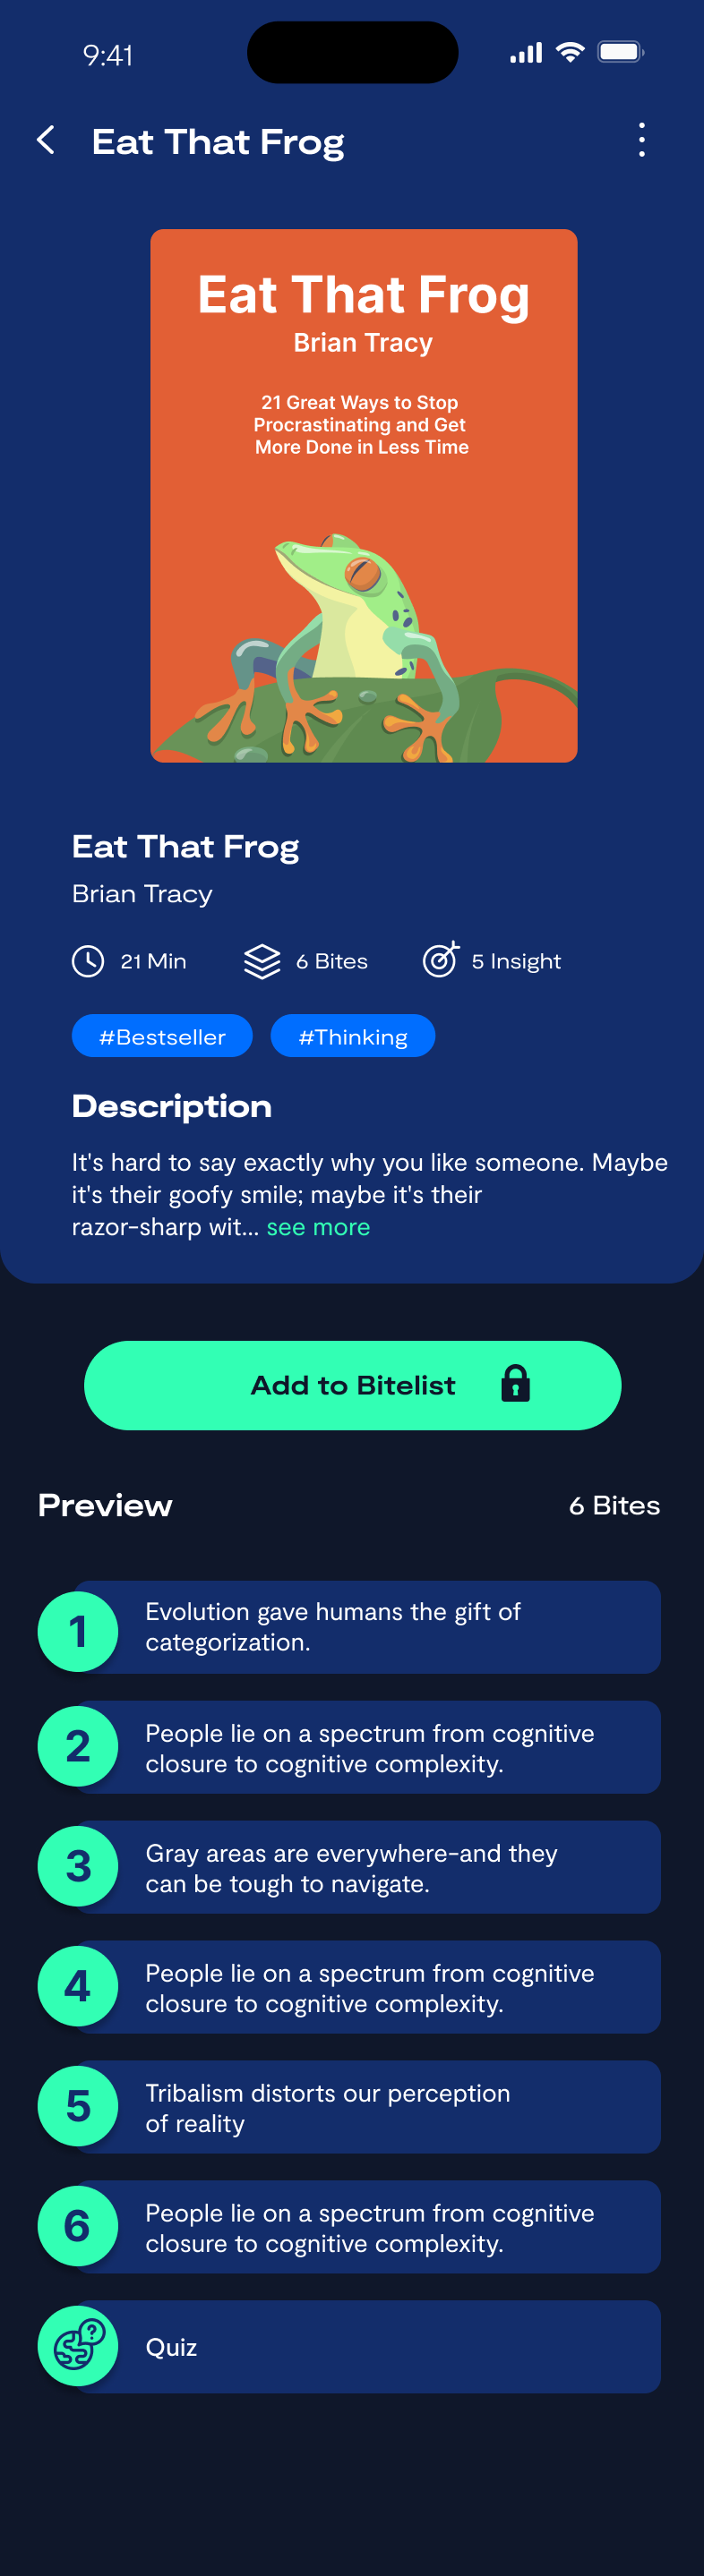 9:41
Eat That Frog
Eat That Frog
Brian Tracy
21 Great Ways to Stop
Procrastinating and Get
More Done in Less Time
Eat That Frog
Brian Tracy
21 Min
6 Bites
5 Insight
#Bestseller
#Thinking
Description
It's hard to say exactly why you like someone. Maybe
it's their goofy smile; maybe it's their
razor-sharp wit... see more
Add to Bitelist
Preview
6 Bites
1
Evolution gave humans the gift of
categorization.
2
People lie on a spectrum from cognitive
closure to cognitive complexity.
3
Gray areas are everywhere-and they
can be tough to navigate.
4
People lie on a spectrum from cognitive
closure to cognitive complexity.
5
Tribalism distorts our perception
of reality
6
People lie on a spectrum from cognitive
closure to cognitive complexity.
?
Quiz